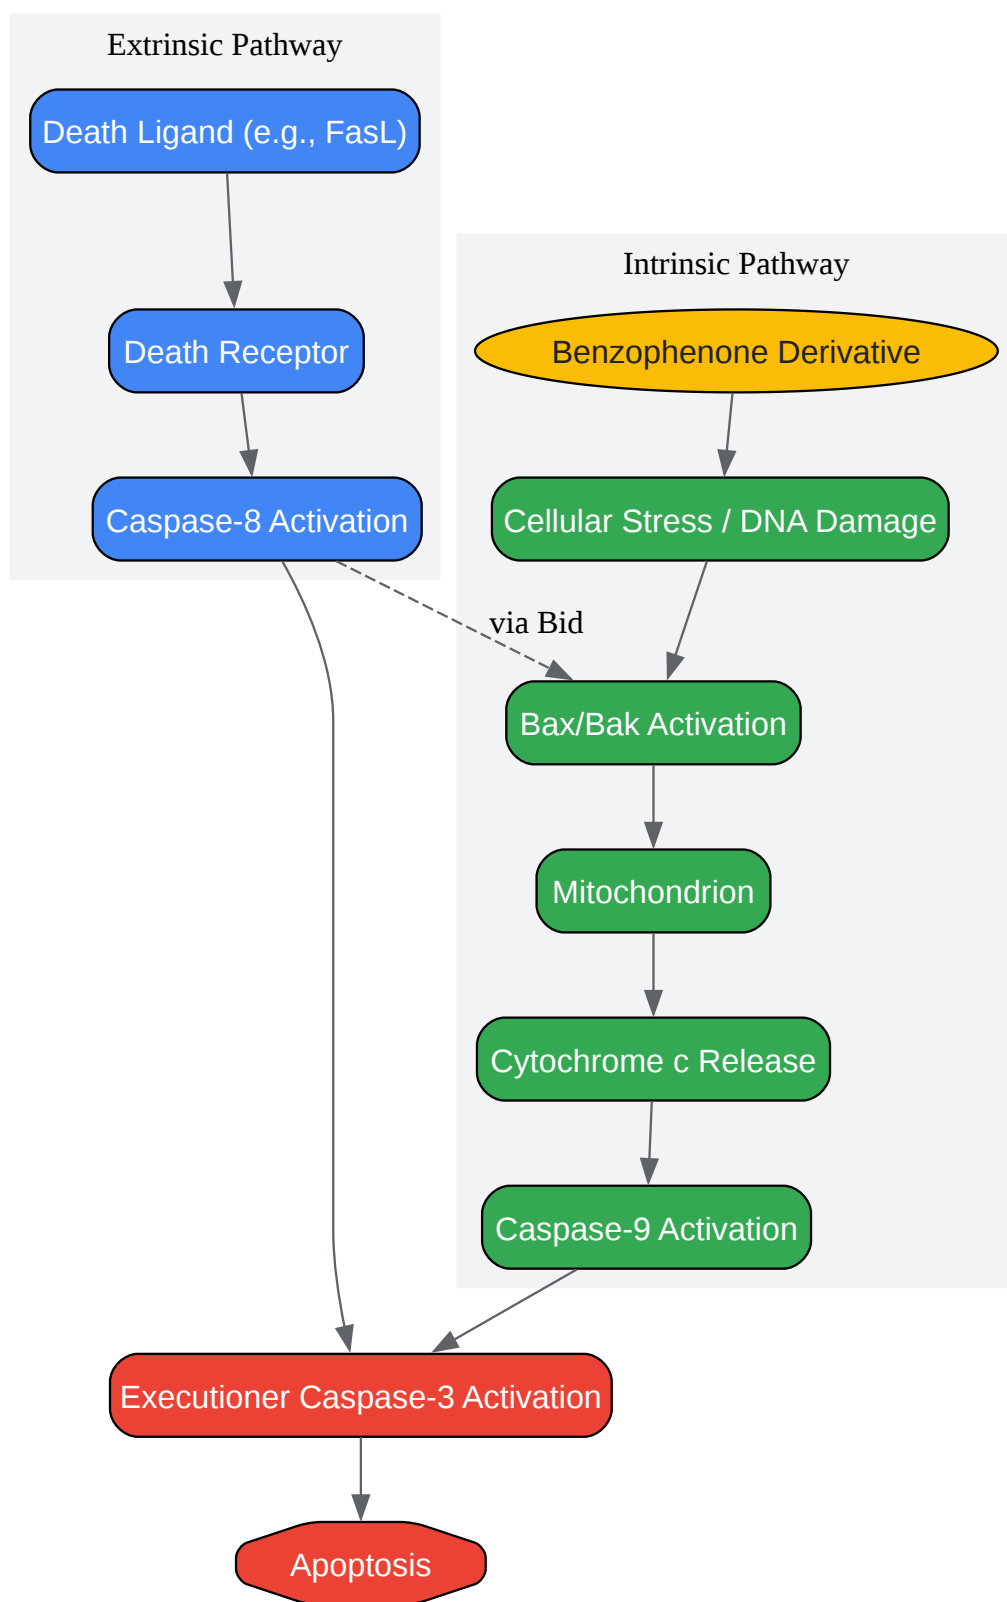 Extrinsic Pathway
Death Ligand (e.g., FasL)
Intrinsic Pathway
Death Receptor
Benzophenone Derivative
Caspase-8 Activation
Cellular Stress / DNA Damage
via Bid
Bax/Bak Activation
Mitochondrion
Cytochrome c Release
Caspase-9 Activation
Executioner Caspase-3 Activation
Apoptosis